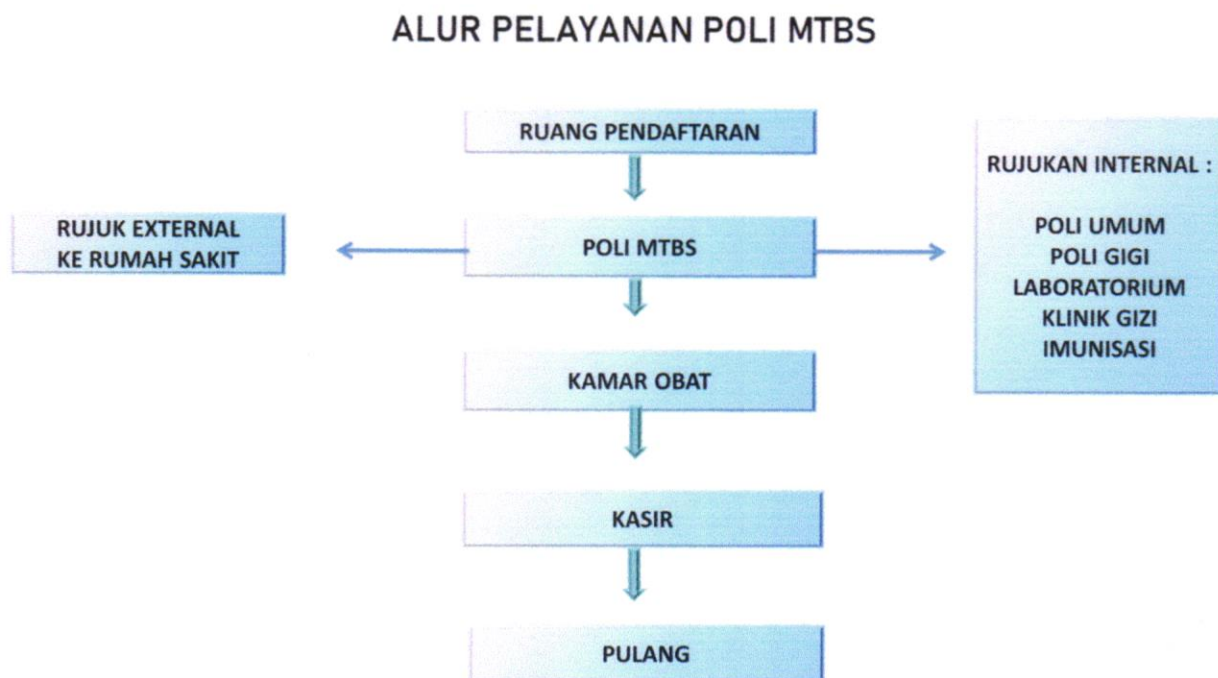 ALUR PELAYANAN POLI MTBS
RUANG PENDAFTARAN
RUJUK EXTERNAL
KE RUMAH SAKIT
POLI MTBS
RUJUKAN INTERNAL :
POLI UMUM
POLI GIGI
LABORATORIUM
KLINIK GIZI
IMUNISASI
KAMAR OBAT
KASIR
PULANG